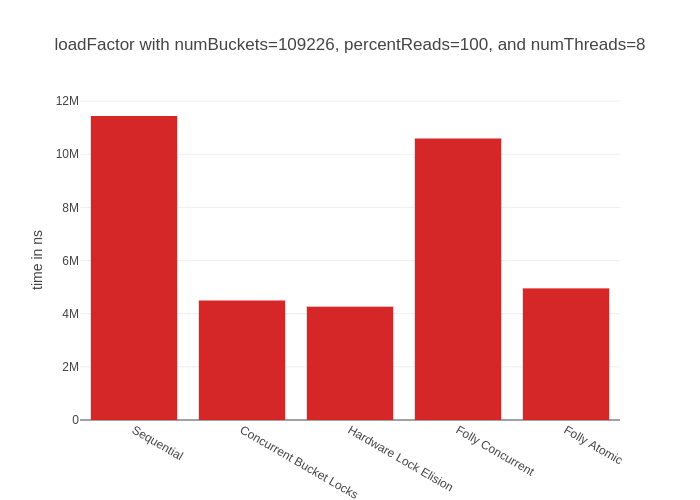 loadFactor with numBuckets=109226, percentReads=100, and numThreads=8
12M
10M
8M
6M
4M
2M
0
time in ns
Sequential
Concurrent Bucket Locks
Hardware Lock Elision
Folly Concurrent
Folly Atomic